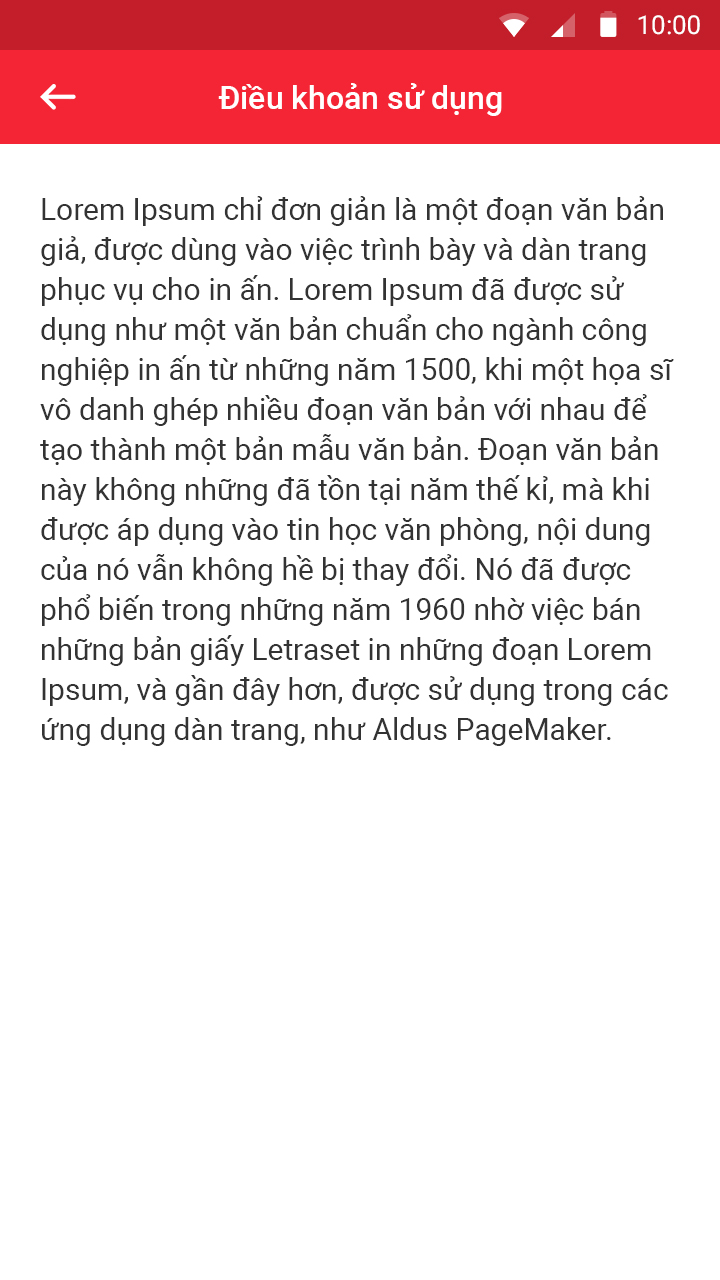 10:00
Điều khoản sử dụng
Lorem Ipsum chỉ đơn giản là một đoạn văn bản
giả, được dùng vào việc trình bày và dàn trang
phục vụ cho in ấn. Lorem Ipsum đã được sử
dụng như một văn bản chuẩn cho ngành công
nghiệp in ấn từ những năm 1500, khi một họa sĩ
vô danh ghép nhiều đoạn văn bản với nhau để
tạo thành một bản mẫu văn bản. Đoạn văn bản
này không những đã tồn tại năm thế kỉ, mà khi
được áp dụng vào tin học văn phòng, nội dung
của nó vẫn không hề bị thay đổi. Nó đã được
phổ biến trong những năm 1960 nhờ việc bán
những bản giấy Letraset in những đoạn Lorem
Ipsum, và gần đây hơn, được sử dụng trong các
ứng dụng dàn trang, như Aldus PageMaker.